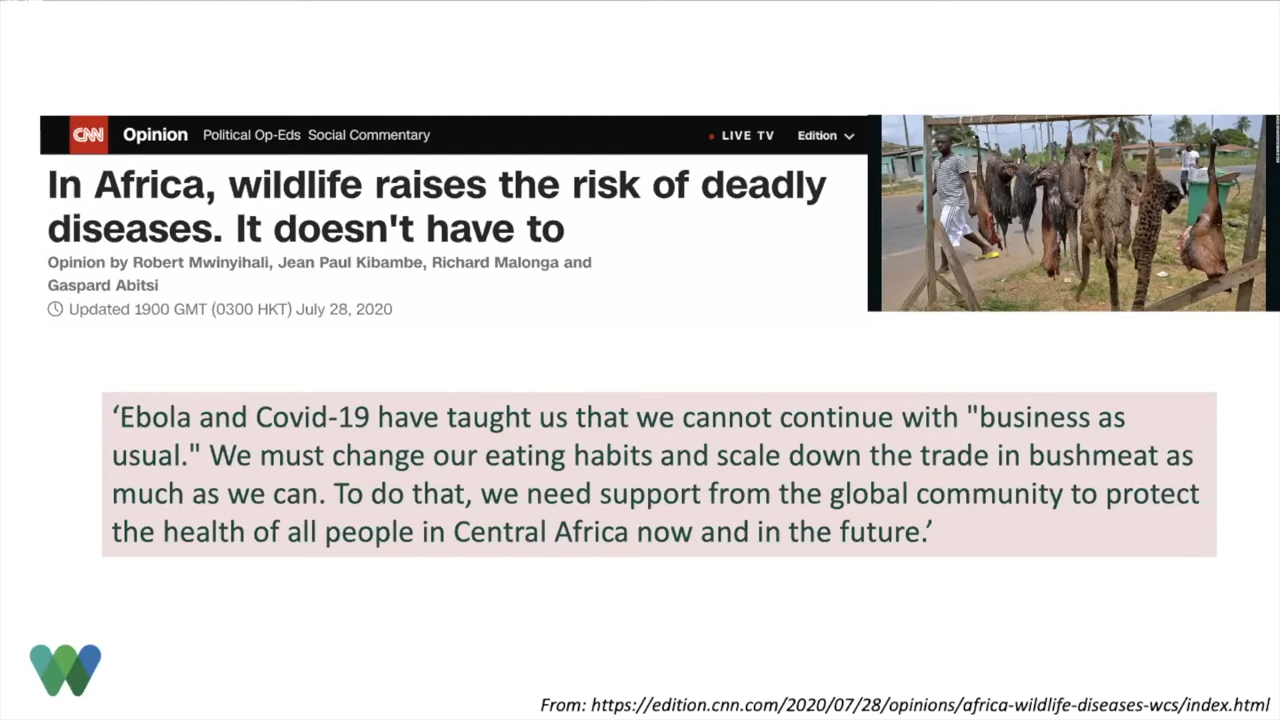 CNN Opinion Political Op-Eds Social Commentary LIVE TV Edition
In Africa, wildlife raises the risk of deadly
diseases. It doesn't have to
Opinion by Robert Mwinyihali, Jean Paul Kibambe, Richard Malonga and
Gaspard Abitsi
Updated 1900 GMT (0300 HKT) July 28, 2020
‘Ebola and Covid-19 have taught us that we cannot continue with "business as
usual." We must change our eating habits and scale down the trade in bushmeat as
much as we can. To do that, we need support from the global community to protect
the health of all people in Central Africa now and in the future.’
From: https://edition.cnn.com/2020/07/28/opinions/africa-wildlife-diseases-wcs/index.html